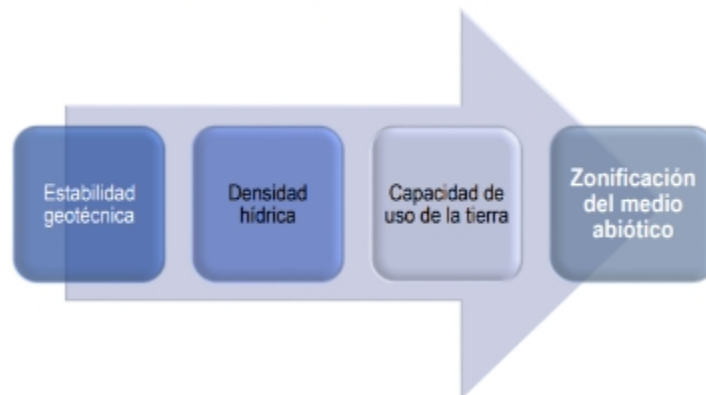 Estabilidad
geotécnica
Densidad
hídrica
Capacidad de
uso de la tierra
Zonificación
del medio
abiótico